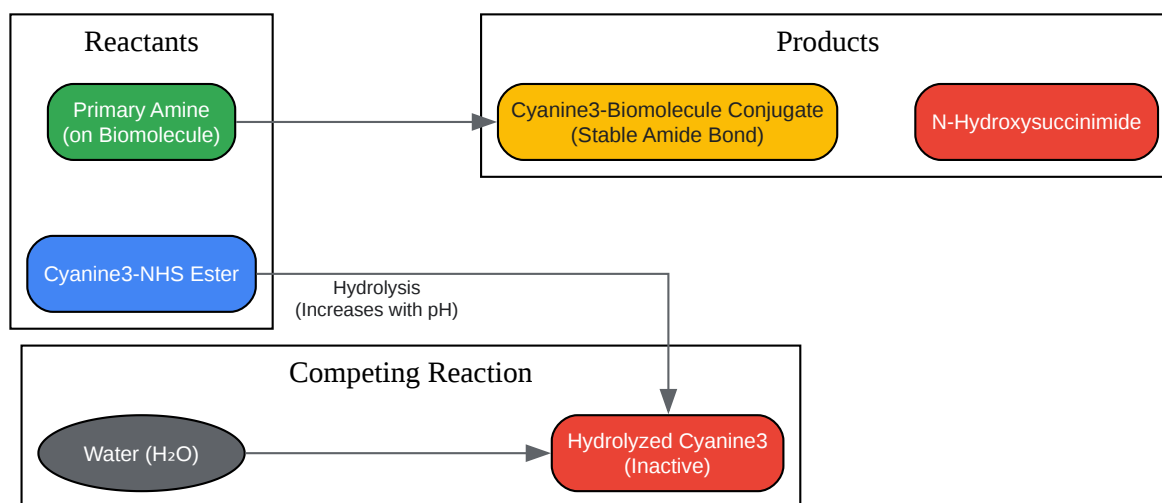 Reactants
Products
Primary Amine
(on Biomolecule)
Cyanine3-Biomolecule Conjugate
(Stable Amide Bond)
N-Hydroxysuccinimide
Cyanine3-NHS Ester
Hydrolysis
(Increases with pH)
Competing Reaction
Water (H₂O)
Hydrolyzed Cyanine3
(Inactive)